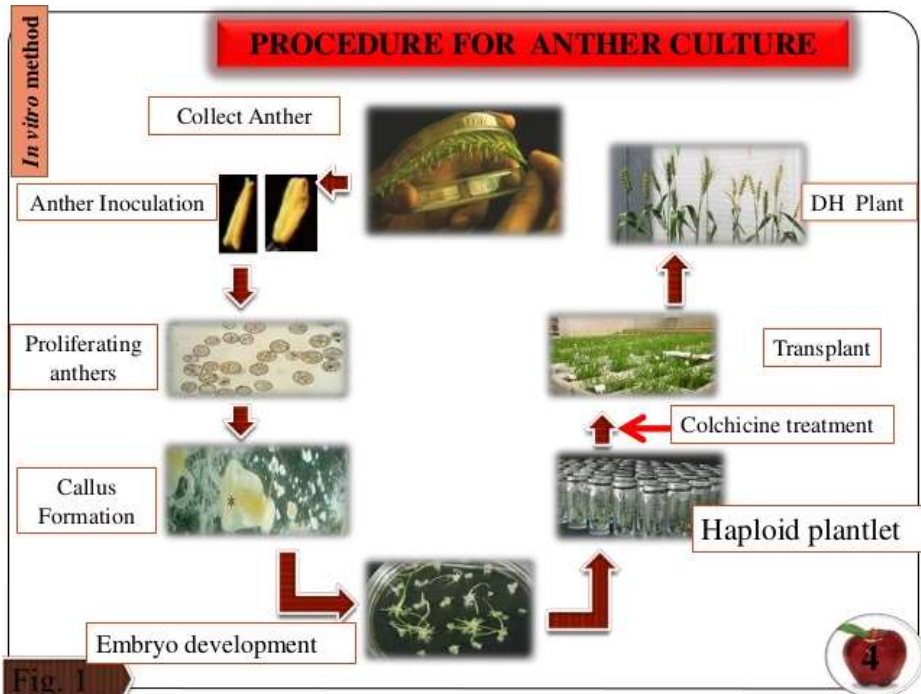 In vitro method
PROCEDURE FOR ANTHER CULTURE
Collect Anther
Anther Inoculation
Proliferating
anthers
Callus
Formation
*
Embryo development
Haploid plantlet
Colchicine treatment
Transplant
DH Plant
Fig. 1
4